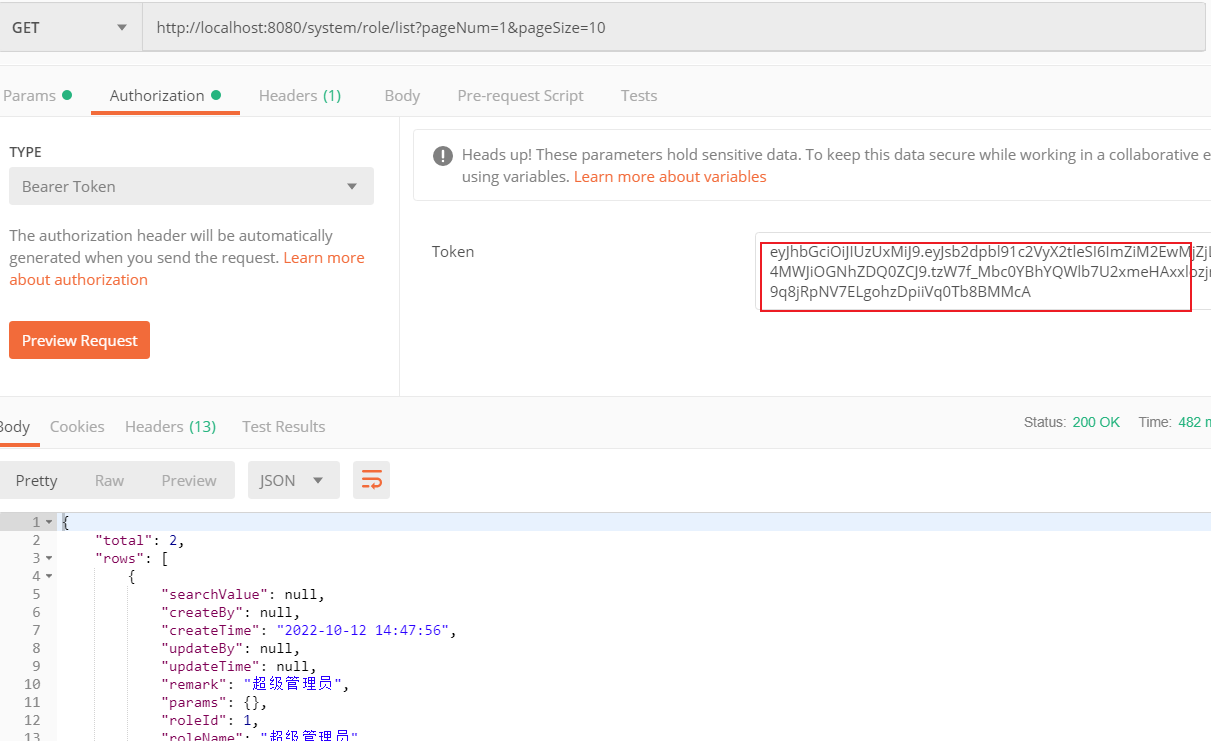 GET
http://localhost:8080/system/role/list?pageNum=1&pageSize=10
Params Authorization Headers (1) Body Pre-request Script Tests
TYPE
Bearer Token
The authorization header will be automatically
generated when you send the request. Learn more
about authorization
Preview Request
Heads up! These parameters hold sensitive data. To keep this data secure while working in a collaborative e
using variables. Learn more about variables
Token
eyJhbGciOiJIUzUxMiJ9.eyJsb2dpbl91c2VyX2tleSI6ImZiM2EwMjZjL
4MWJiOGNhZDQ0ZCJ9.tzW7f_Mbc0YBhYQWlb7U2xmeHAxxlozjr
9q8jRpNV7ELgohzDpiiVq0Tb8BMMcA
Body Cookies Headers (13) Test Results
Status: 200 OK Time: 482 m
Pretty Raw Preview JSON
1 {
2 "total": 2,
3 "rows": [
4 {
5 "searchValue": null,
6 "createBy": null,
7 "createTime": "2022-10-12 14:47:56",
8 "updateBy": null,
9 "updateTime": null,
10 "remark": "超级管理员",
11 "params": {},
12 "roleId": 1,
13 "roleName": "超级管理员"